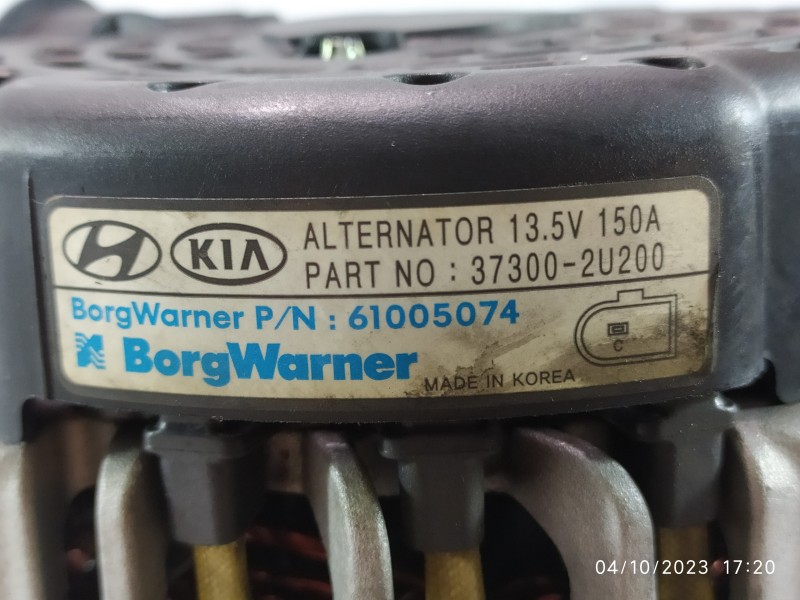 KIA
ALTERNATOR 13.5V 150A
PART NO : 37300-2U200
BorgWarner P/N : 61005074
BorgWarner
MADE IN KOREA
C
04/10/2023 17:20